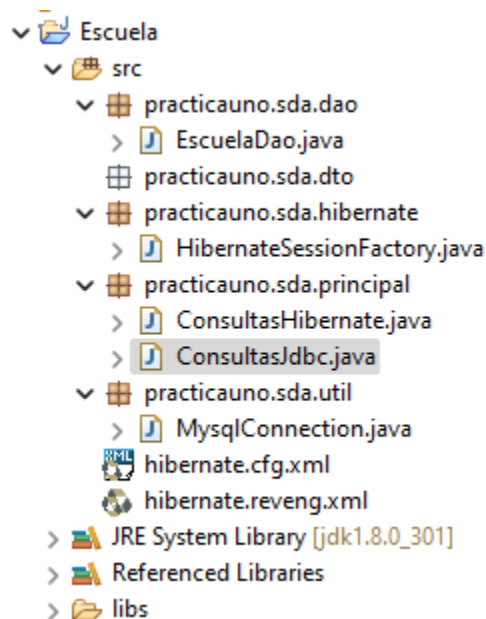 Escuela
src
practicauno.sda.dao
EscuelaDao.java
practicauno.sda.dto
practicauno.sda.hibernate
HibernateSessionFactory.java
practicauno.sda.principal
ConsultasHibernate.java
ConsultasJdbc.java
practicauno.sda.util
MysqlConnection.java
hibernate.cfg.xml
hibernate.reveng.xml
JRE System Library [jdk1.8.0_301]
Referenced Libraries
libs